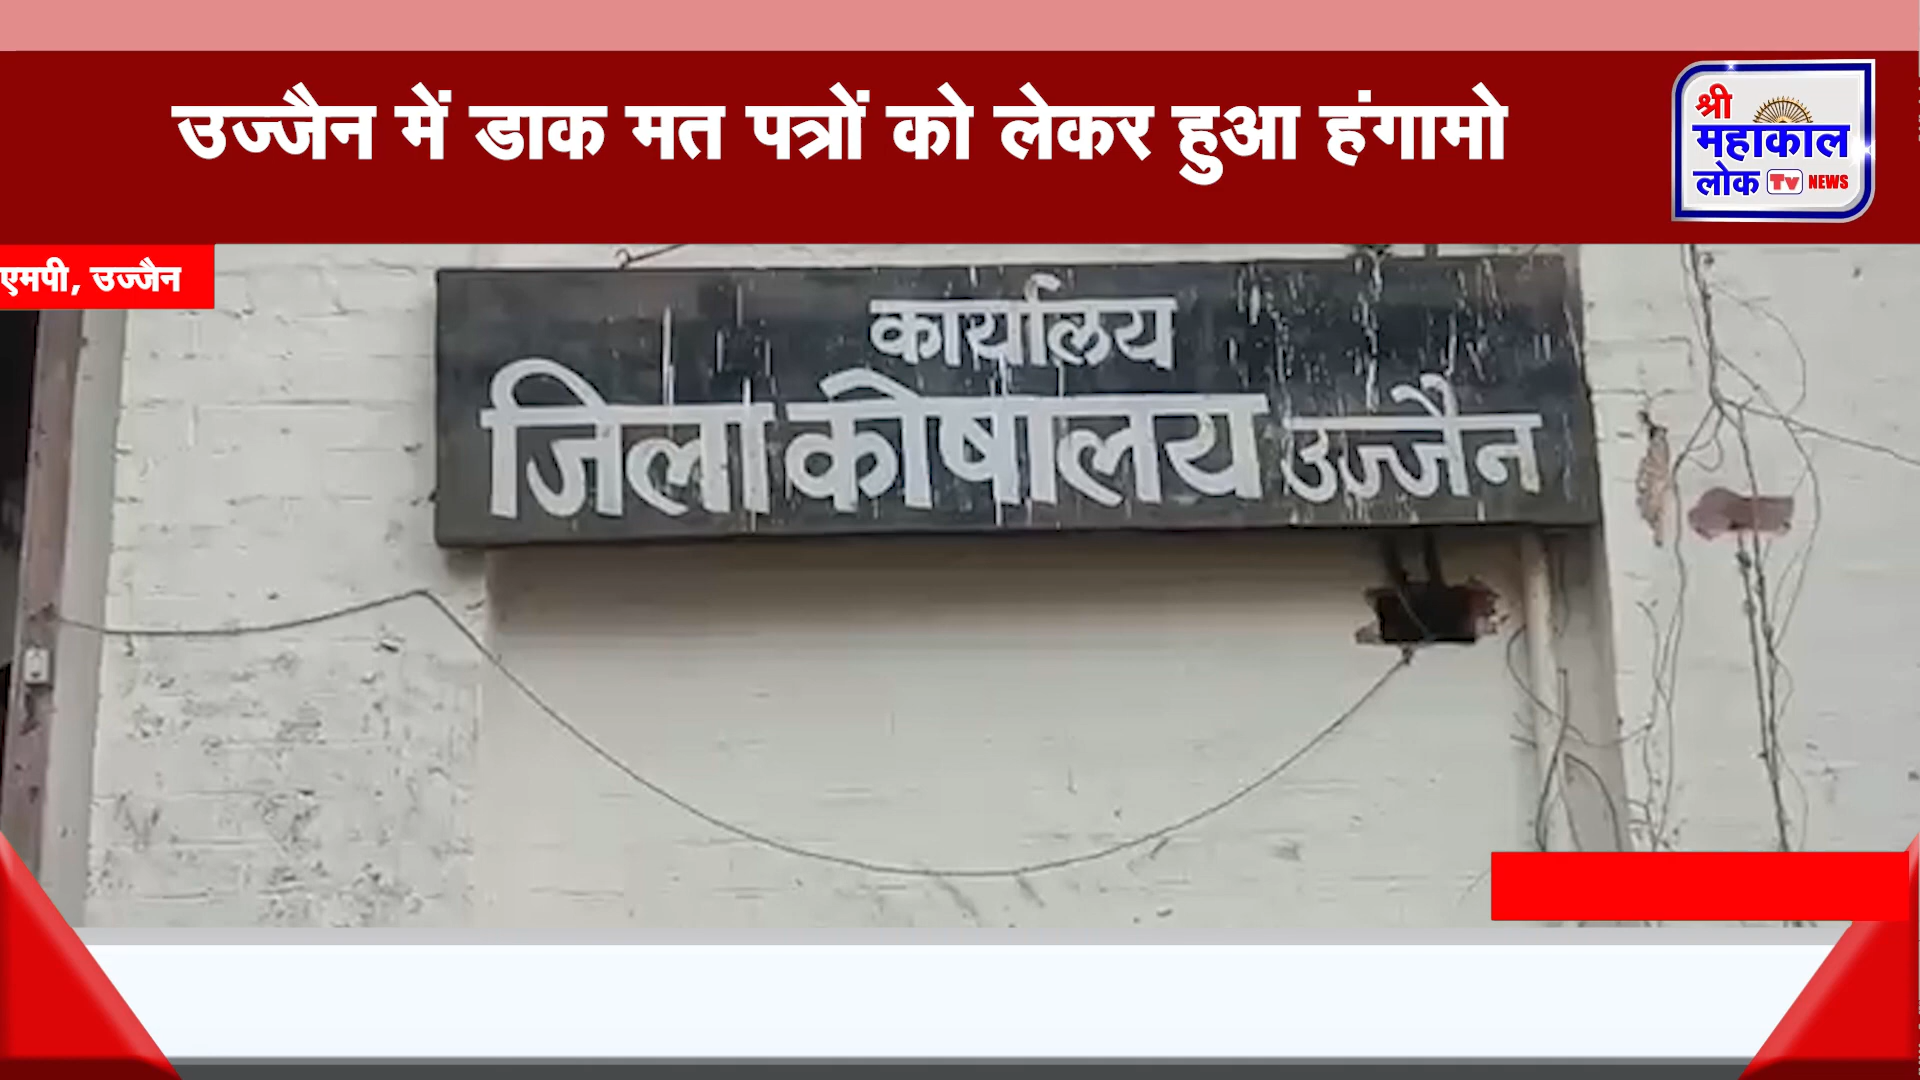 उज्जैन में डाक मत पत्रों को लेकर हुआ हंगामो
श्री
महाकाल
लोक Tv NEWS
एमपी, उज्जैन
कार्यालय
जिला कोषालय उज्जैन